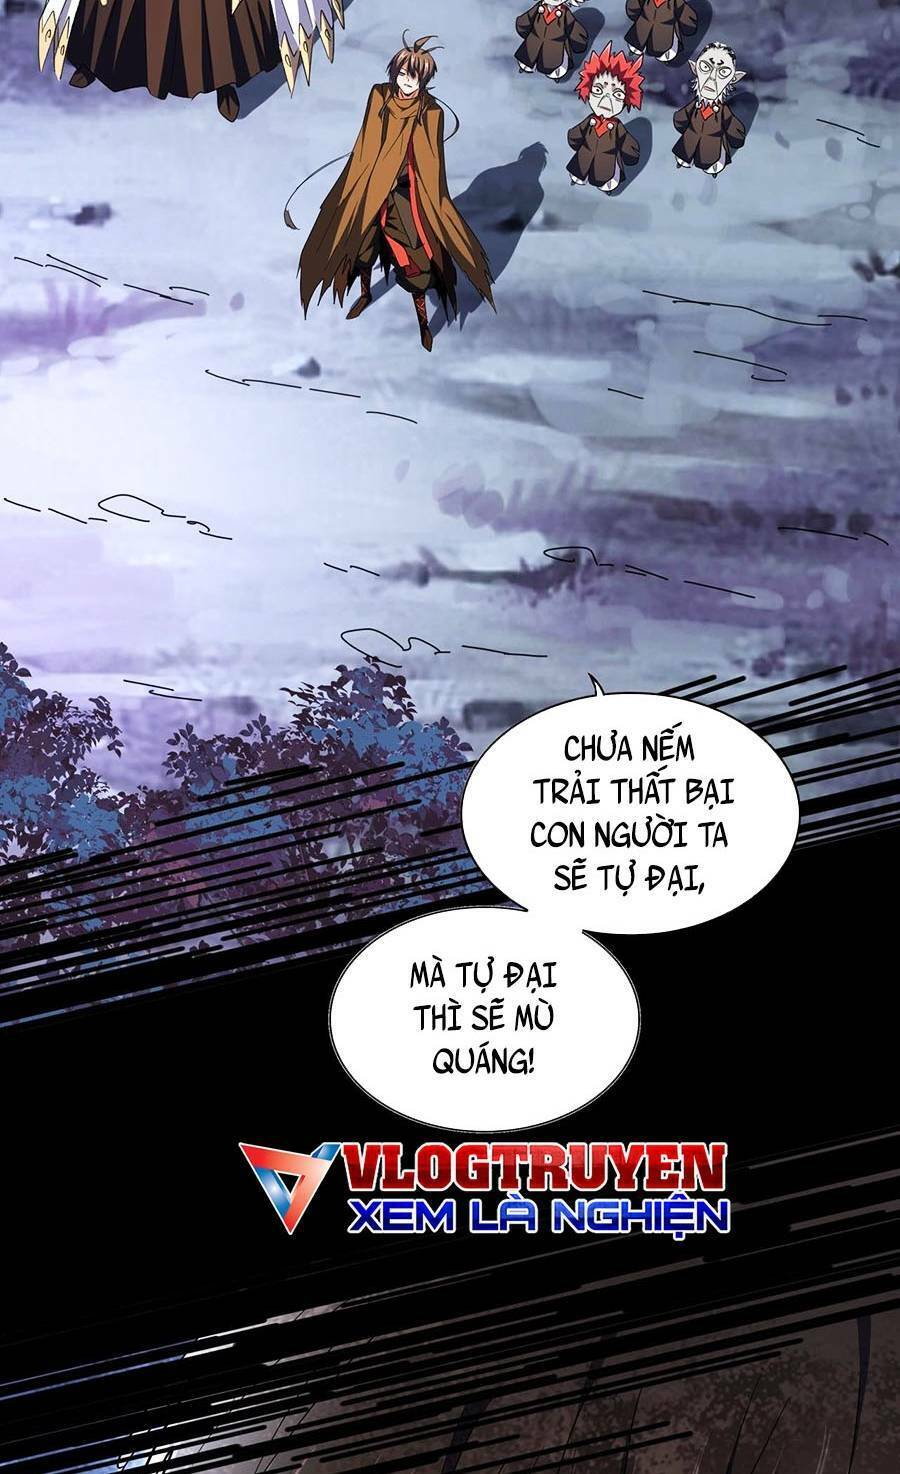 CHƯA NẾM
TRẢI THẤT BẠI
CON NGƯỜI TA
SẼ TỰ ĐẠI,
MÀ TỰ ĐẠI
THÌ SẼ MÙ
QUÁNG!
VLOGTRUYEN
XEM LÀ NGHIỆN